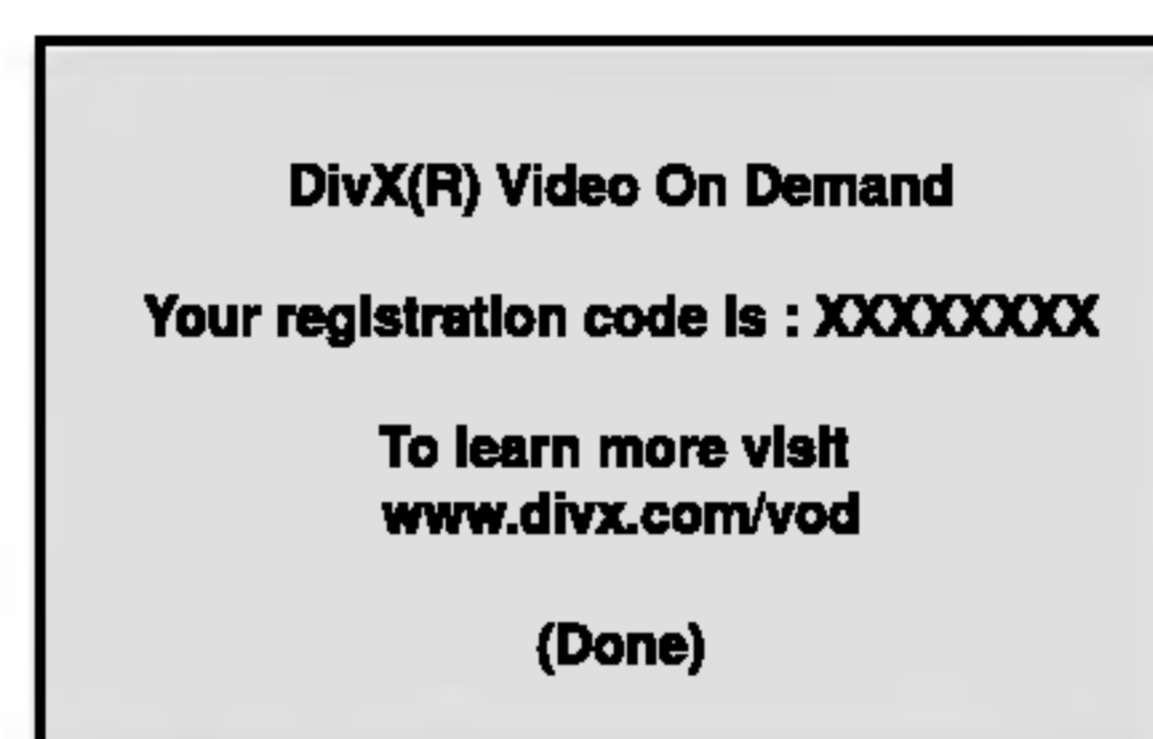 DivX(R) Video On Demand
Your registration code is : XXXXXXXX
To learn more visit
www.divx.com/vod
(Done)